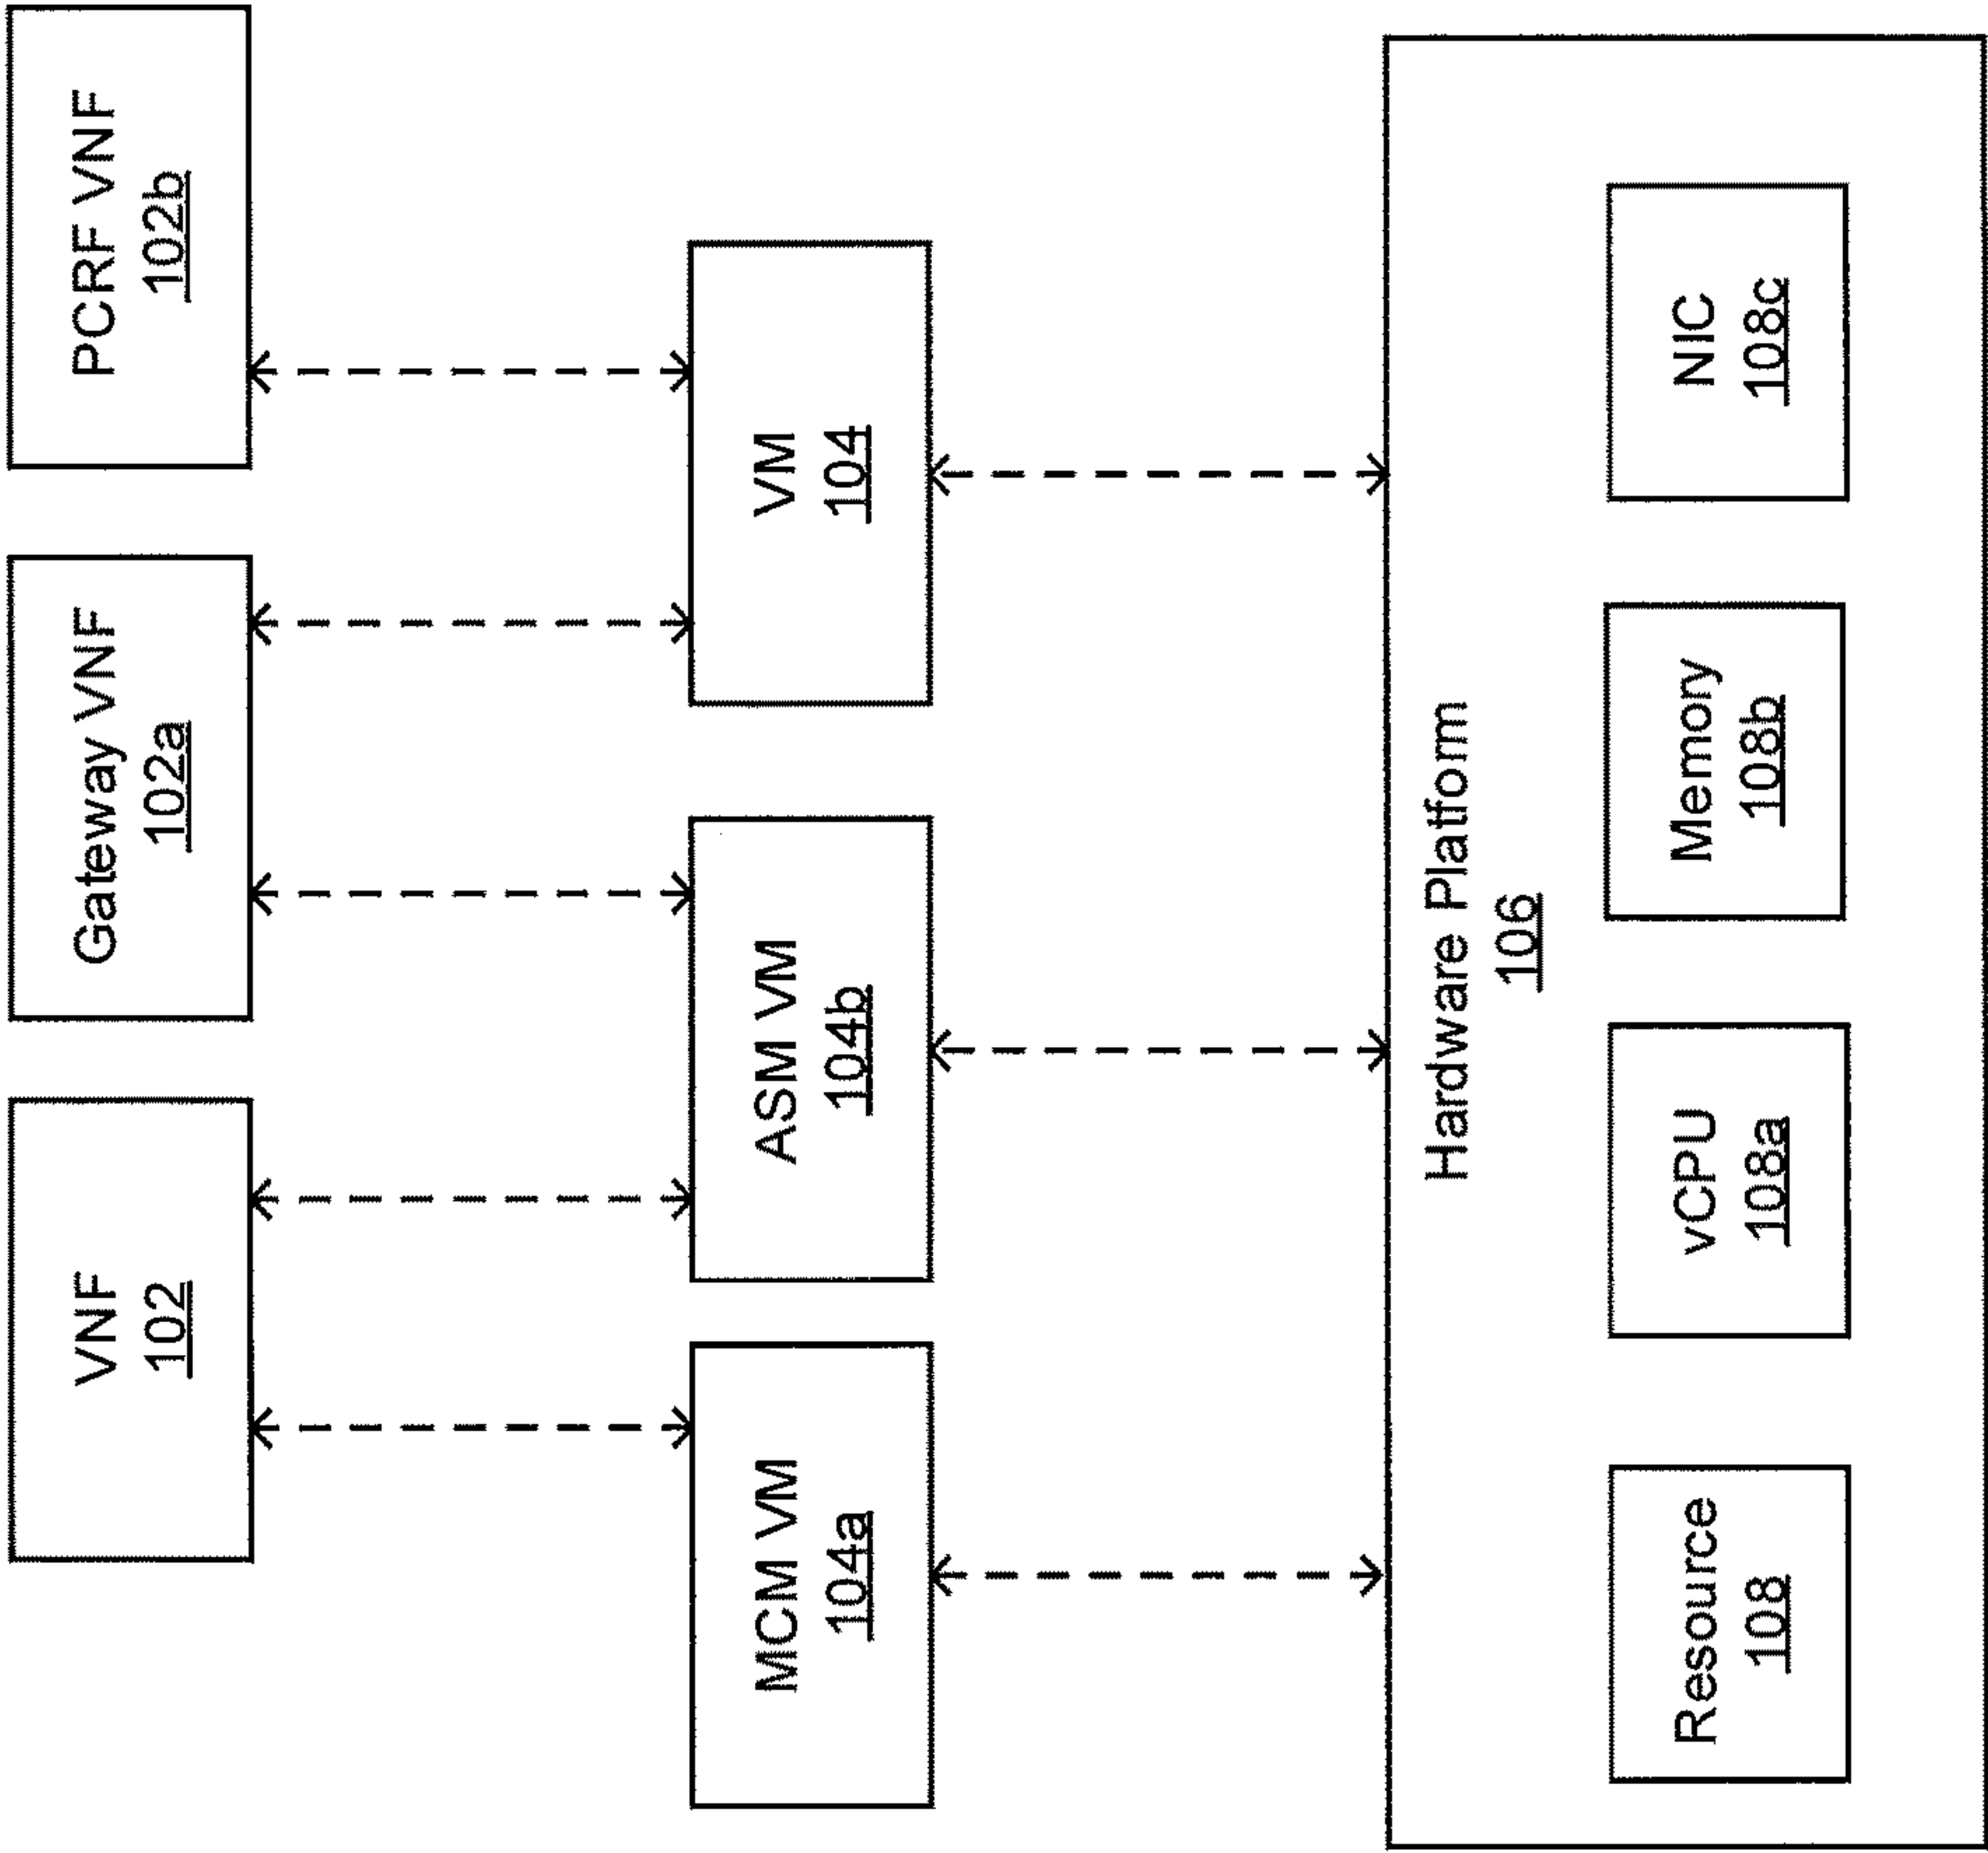 VNF
102
Gateway VNF
102a
PCRF VNF
102b
MCM VM
104a
ASM VM
104b
VM
104
Hardware Platform
106
Resource
108
vCPU
108a
Memory
108b
NIC
108c